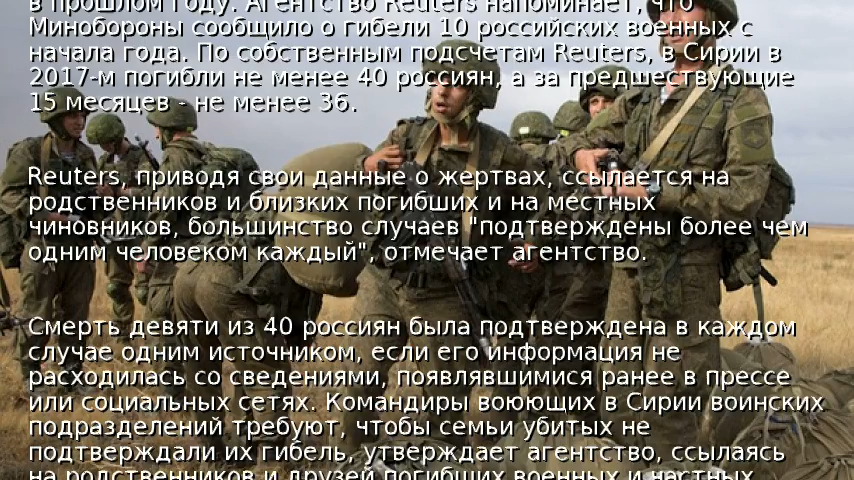 в прошлом году. Агентство Reuters напоминает, что
Минобороны сообщило о гибели 10 российских военных с
начала года. По собственным подсчетам Reuters, в Сирии в
2017-м погибли не менее 40 россиян, а за предшествующие
15 месяцев - не менее 36.
Reuters, приводя свои данные о жертвах, ссылается на
родственников и близких погибших и на местных
чиновников, большинство случаев "подтверждены более чем
одним человеком каждый", отмечает агентство.
Смерть девяти из 40 россиян была подтверждена в каждом
случае одним источником, если его информация не
расходилась со сведениями, появлявшимися ранее в прессе
или социальных сетях. Командиры воюющих в Сирии воинских
подразделений требуют, чтобы семьи убитых не
подтверждали их гибель, утверждает агентство, ссылаясь
на родственников и друзей погибших военных и частных